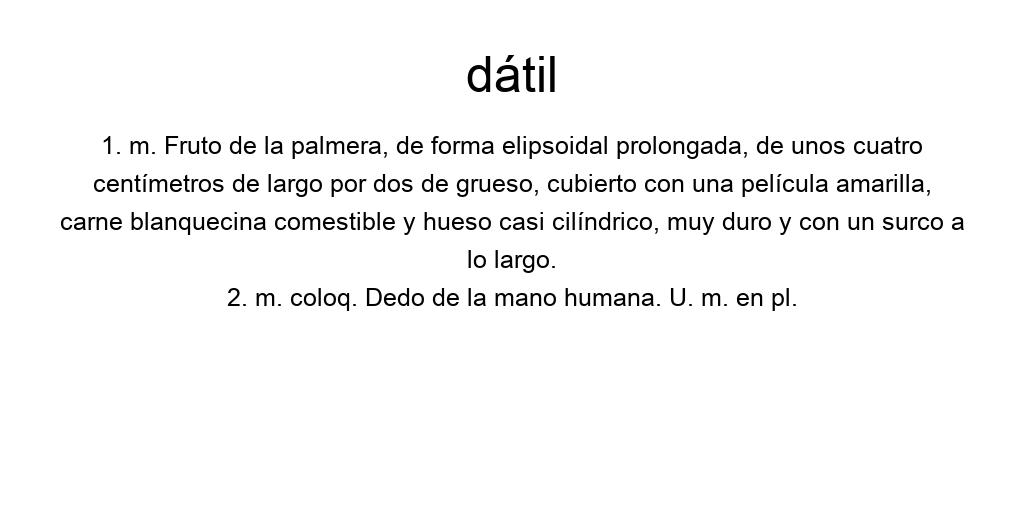 dátil
1. m. Fruto de la palmera, de forma elipsoidal prolongada, de unos cuatro
centímetros de largo por dos de grueso, cubierto con una película amarilla,
carne blanquecina comestible y hueso casi cilíndrico, muy duro y con un surco a
lo largo.
2. m. coloq. Dedo de la mano humana. U. m. en pl.